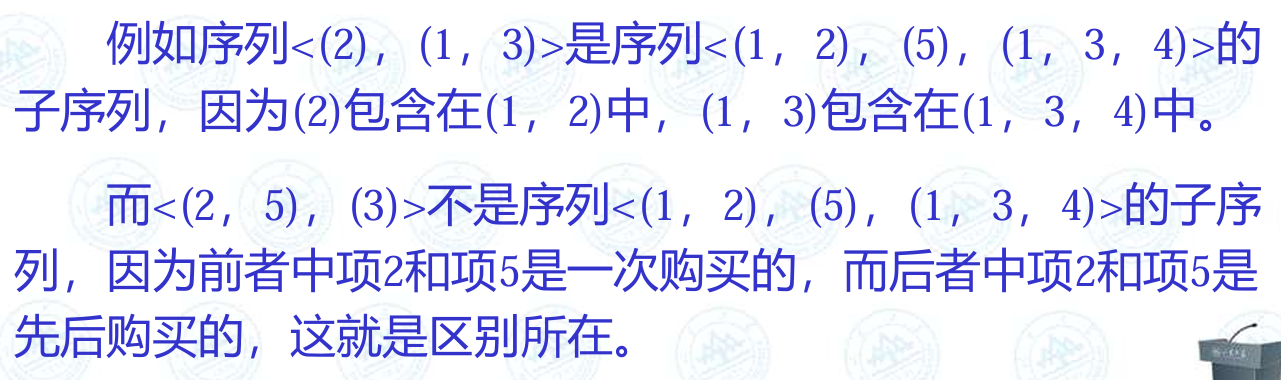 例如序列<(2)，(1，3)>是序列<(1，2)，(5)，(1，3，4)>的
子序列，因为(2)包含在(1，2)中，(1，3)包含在(1，3，4)中。
而<(2，5)，(3)>不是序列<(1，2)，(5)，(1，3，4)>的子序
列，因为前者中项2和项5是一次购买的，而后者中项2和项5是
先后购买的，这就是区别所在。